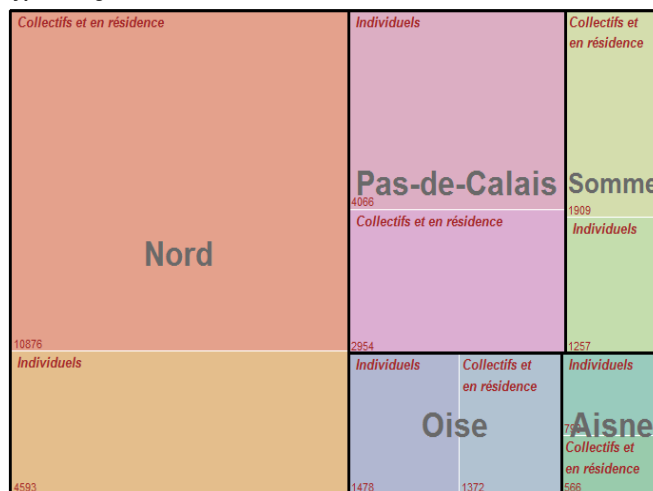 Collectifs et en résidence
Nord
10876
Individuels
4593
Individuels
Pas-de-Calais
4066
Collectifs et en résidence
2954
Collectifs et
en résidence
Somme
1909
Individuels
1257
Individuels
Oise
1478
Collectifs et
en résidence
1372
Individuels
Aisne
Collectifs et
en résidence
566